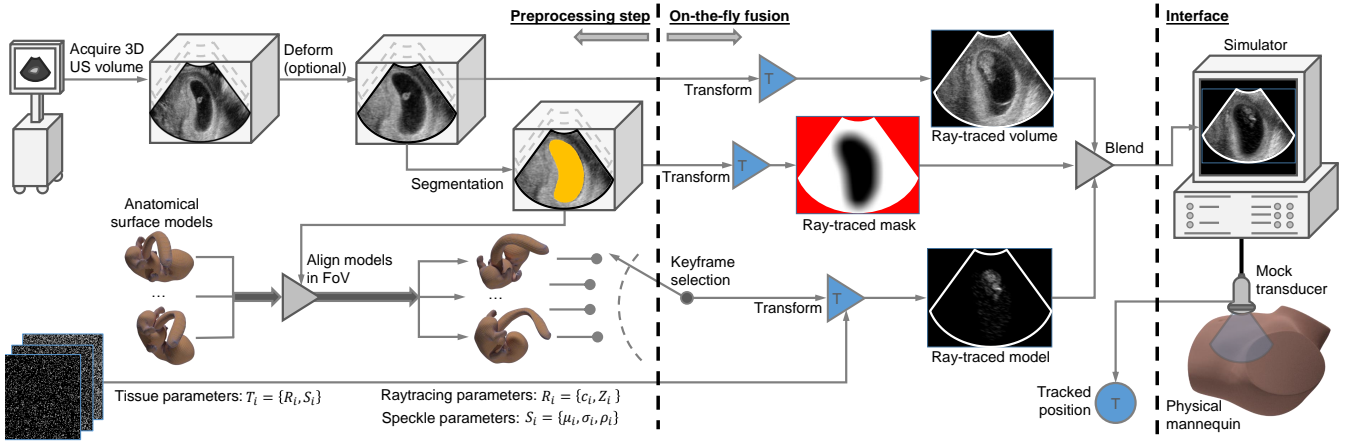 Preprocessing step
On-the-fly fusion
Interface
Acquire 3D
US volume
Deform
(optional)
Simulator
T
Transform
Ray-traced volume
Blend
Segmentation
T
Transform
Ray-traced mask
Anatomical
surface models
...
Align models
in FoV
...
Keyframe
selection
T
Transform
Ray-traced model
Mock
transducer
Tissue parameters: T_i = {R_i, S_i}
Raytracing parameters: R_i = {c_i, Z_i }
Speckle parameters: S_i = {μ_i, σ_i, ρ_i}
Tracked
position
T
Physical
mannequin